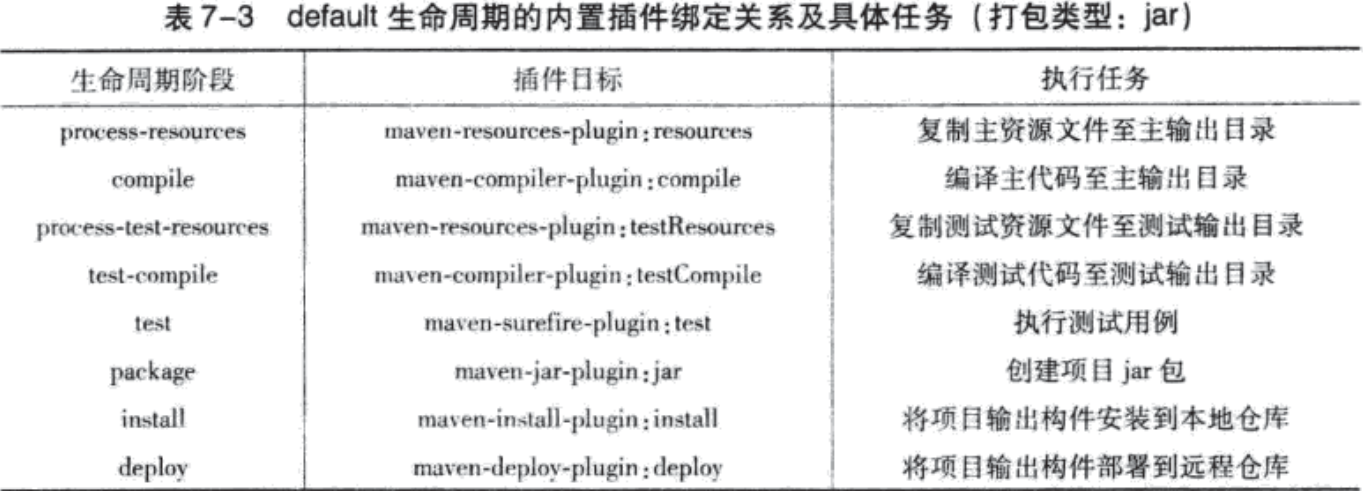 表 7-3 default 生命周期的内置插件绑定关系及具体任务（打包类型：jar）
生命周期阶段 插件目标 执行任务
process-resources maven-resources-plugin:resources 复制主资源文件至主输出目录
compile maven-compiler-plugin:compile 编译主代码至主输出目录
process-test-resources maven-resources-plugin:testResources 复制测试资源文件至测试输出目录
test-compile maven-compiler-plugin:testCompile 编译测试代码至测试输出目录
test maven-surefire-plugin:test 执行测试用例
package maven-jar-plugin:jar 创建项目 jar 包
install maven-install-plugin:install 将项目输出构件安装到本地仓库
deploy maven-deploy-plugin:deploy 将项目输出构件部署到远程仓库